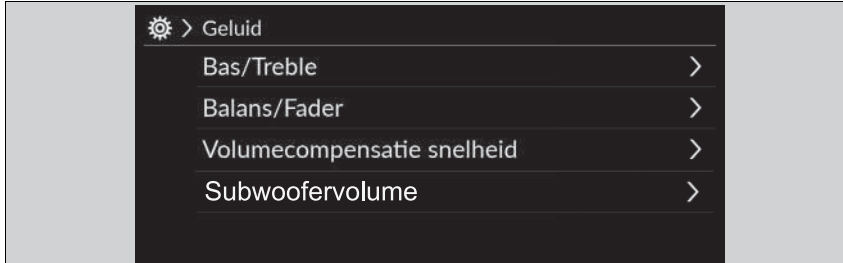 Geluid
Bas/Treble
Balans/Fader
Volumecompensatie snelheid
Subwoofervolume